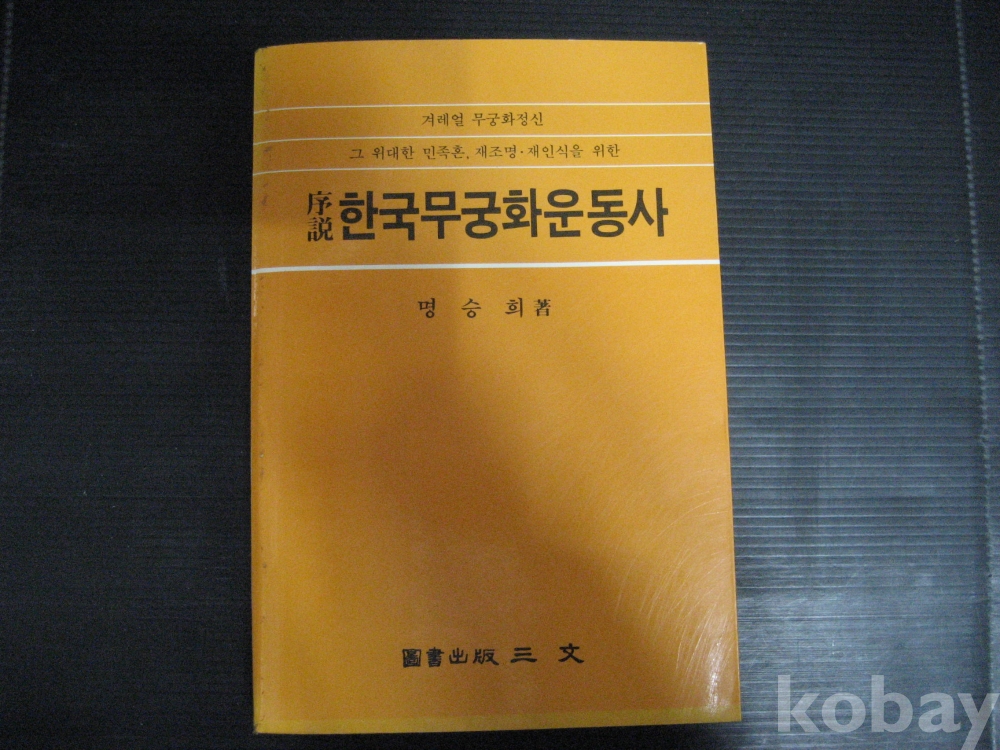 겨레얼 무궁화정신
그 위대한 민족혼, 재조명·재인식을 위한
序説 한국무궁화운동사
명 승 희 著
圖書出版 三 文
kobay